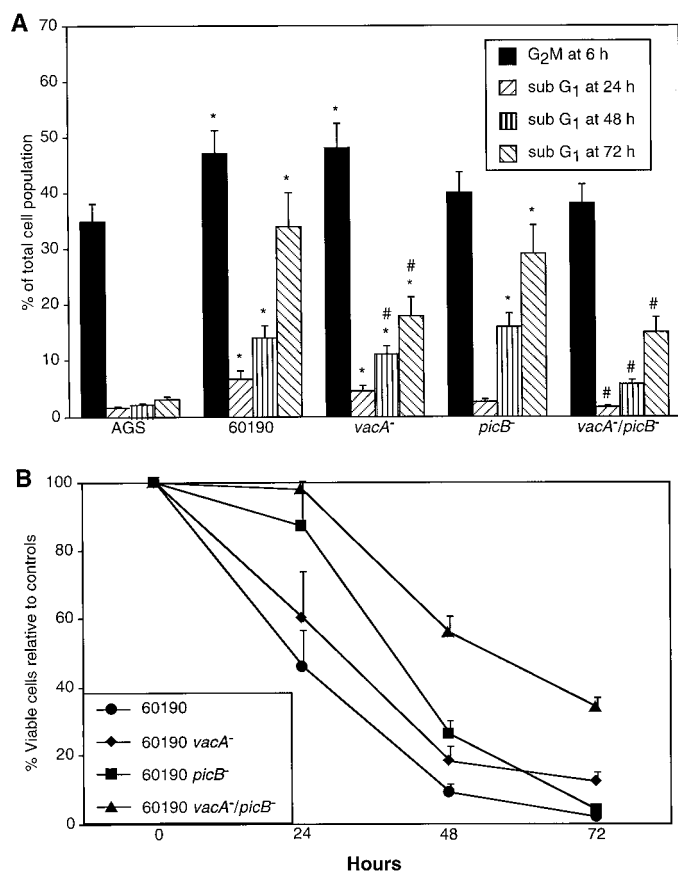 A
70
60
50
40
30
20
10
0
% of total cell population
G₂M at 6 h
sub G₁ at 24 h
sub G₁ at 48 h
sub G₁ at 72 h
* * * * * * # * # * * * # # #
AGS 60190 vacA⁻ picB⁻ vacA⁻/picB⁻
B
100
80
60
40
20
0
% Viable cells relative to controls
60190
60190 vacA⁻
60190 picB⁻
60190 vacA⁻/picB⁻
0 24 48 72
Hours